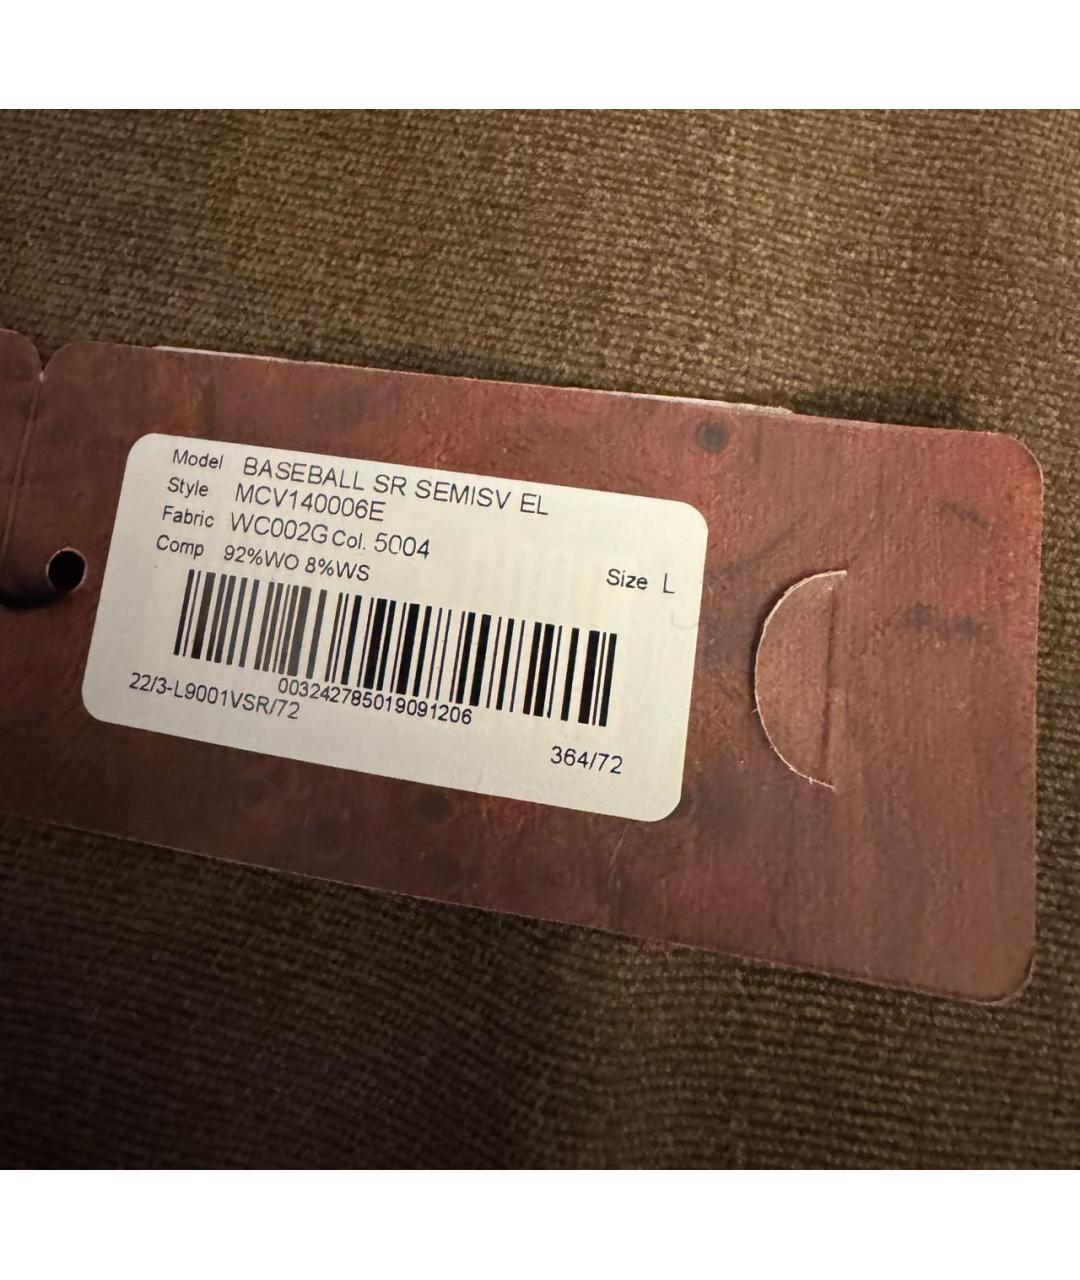 Model BASEBALL SR SEMISV EL
Style MCV140006E
Fabric WC002G Col. 5004
Comp 92%WO 8%WS
Size L
003242785019091206
22/3-L9001VSR/72
364/72